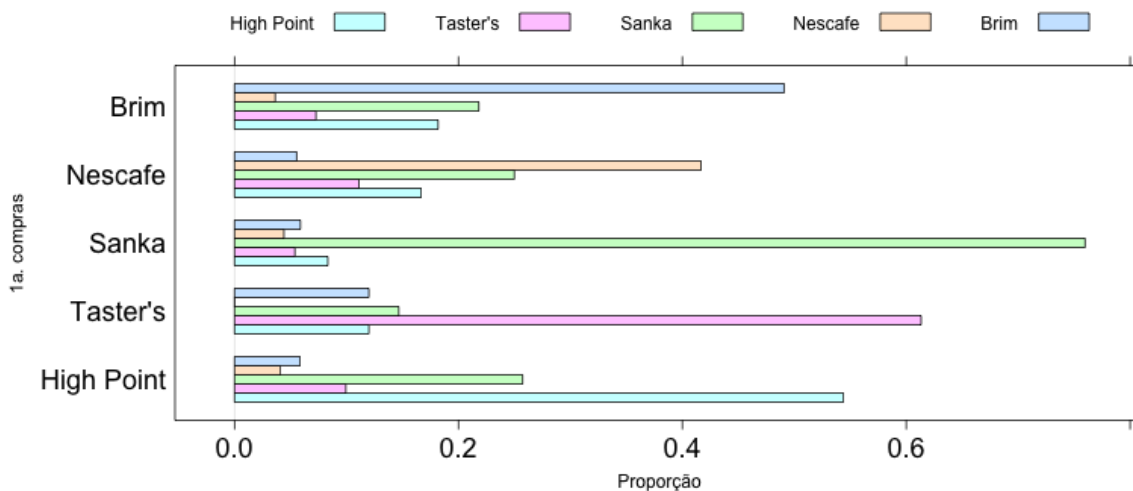 High Point Taster's Sanka Nescafe Brim
Brim
Nescafe
Sanka
Taster's
High Point
1a. compras
0.0 0.2 0.4 0.6
Proporção